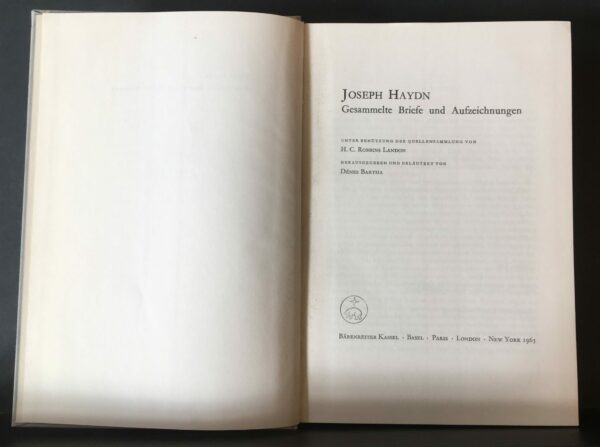 JOSEPH HAYDN
Gesammelte Briefe und Aufzeichnungen
UNTER BENÜTZUNG DER QUELLENSAMMLUNG VON
H. C. ROBBINS LANDON
HERAUSGEGEBEN UND ERLÄUTERT VON
DÉNES BARTHA
BÄRENREITER KASSEL · BASEL · PARIS · LONDON · NEW YORK 1965